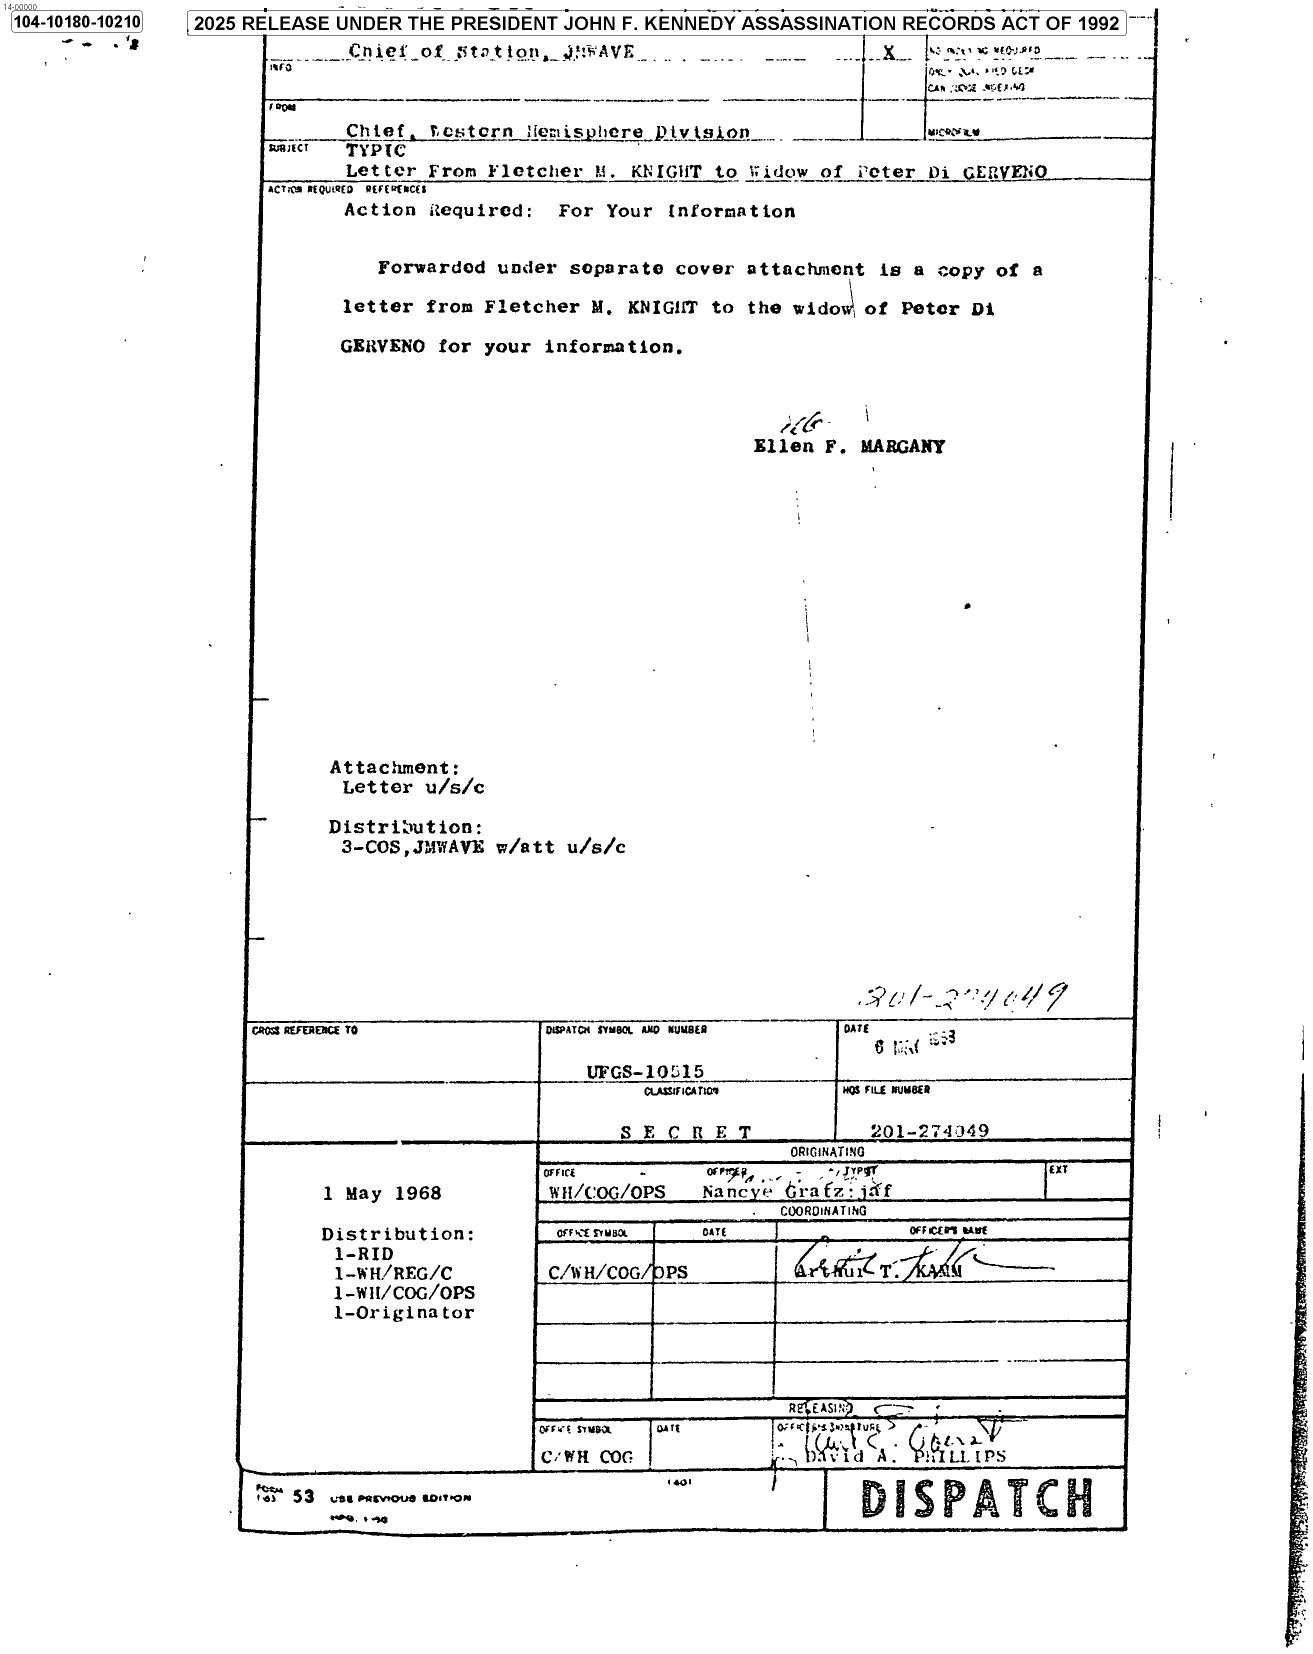 14-00000
104-10180-10210
2025 RELEASE UNDER THE PRESIDENT JOHN F. KENNEDY ASSASSINATION RECORDS ACT OF 1992
Chief of Station, JMWAVE X NO INDEXING REQUIRED
INFO ONLY QUALIFIED DESK
CAN JUDGE INDEXING
FROM
Chief, Western Hemisphere Division MICROFILM
SUBJECT TYPIC
Letter From Fletcher M. KNIGHT to Widow of Peter Di GERVENO
ACTION REQUIRED REFERENCES
Action Required: For Your Information
Forwarded under separate cover attachment is a copy of a
letter from Fletcher M. KNIGHT to the widow of Peter Di
GERVENO for your information.
Ellen F. MARGANY
Attachment:
Letter u/s/c
Distribution:
3-COS,JMWAVE w/att u/s/c
201-274049
CROSS REFERENCE TO DISPATCH SYMBOL AND NUMBER DATE
6 MAY 1968
UFGS-10515
CLASSIFICATION HQS FILE NUMBER
S E C R E T 201-274049
ORIGINATING
OFFICE OFFICER TYPIST EXT
1 May 1968 WH/COG/OPS Nancye Gratz:jaf
COORDINATING
Distribution: OFFICE SYMBOL DATE OFFICER'S NAME
1-RID
1-WH/REG/C C/WH/COG/OPS Arthur T. KAMM
1-WH/COG/OPS
1-Originator
RELEASING
OFFICE SYMBOL DATE OFFICER'S SIGNATURE
C/WH COG David A. PHILLIPS
FORM 1-63 53 USE PREVIOUS EDITION (40) DISPATCH